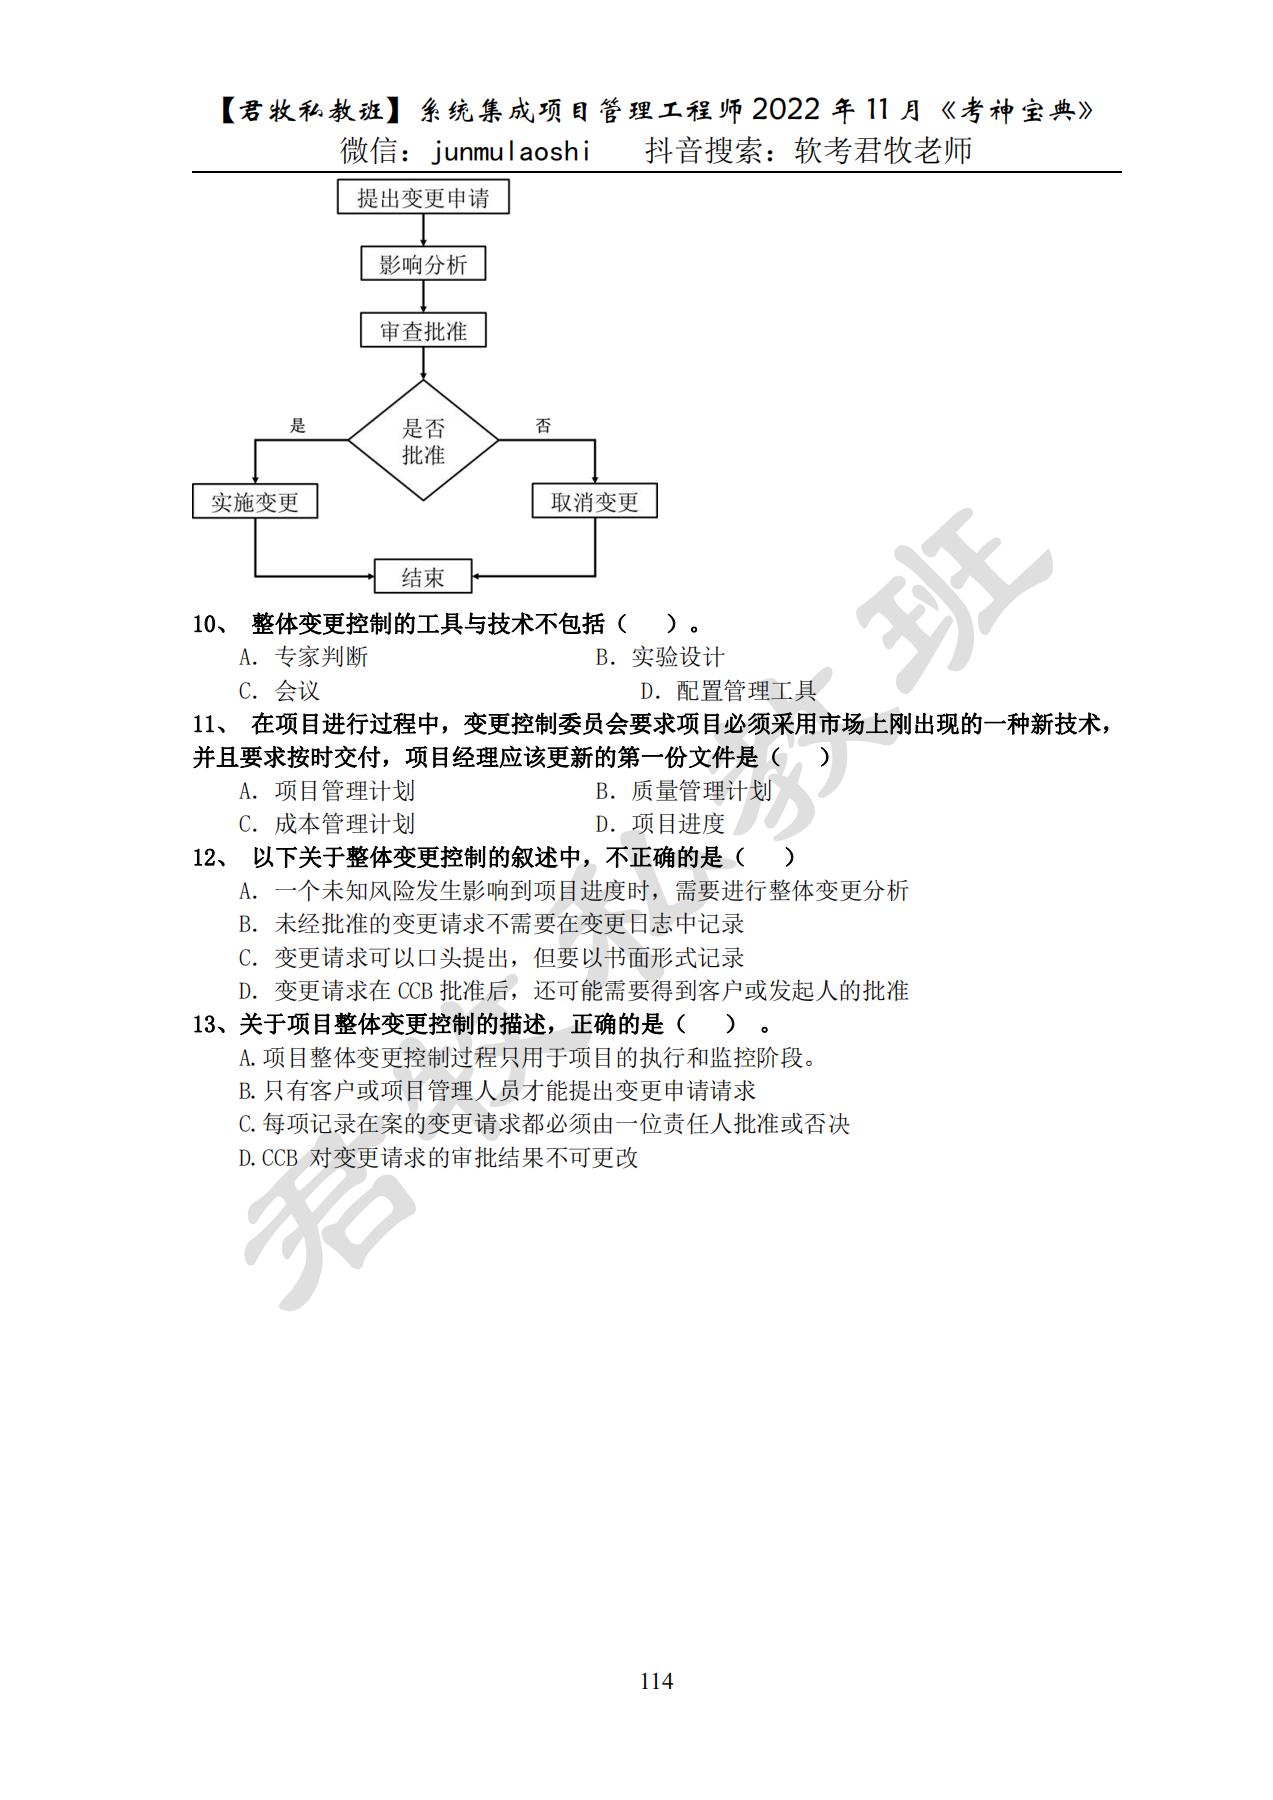 【君牧私教班】系统集成项目管理工程师 2022 年 11 月《考神宝典》
微信：junmulaoshi 抖音搜索：软考君牧老师
提出变更申请
影响分析
审查批准
是否
批准
是
否
实施变更
取消变更
结束
10、 整体变更控制的工具与技术不包括（ ）。
A. 专家判断 B. 实验设计
C. 会议 D. 配置管理工具
11、 在项目进行过程中，变更控制委员会要求项目必须采用市场上刚出现的一种新技术，
并且要求按时交付，项目经理应该更新的第一份文件是（ ）
A. 项目管理计划 B. 质量管理计划
C. 成本管理计划 D. 项目进度
12、 以下关于整体变更控制的叙述中，不正确的是（ ）
A. 一个未知风险发生影响到项目进度时，需要进行整体变更分析
B. 未经批准的变更请求不需要在变更日志中记录
C. 变更请求可以口头提出，但要以书面形式记录
D. 变更请求在 CCB 批准后，还可能需要得到客户或发起人的批准
13、关于项目整体变更控制的描述，正确的是（ ） 。
A.项目整体变更控制过程只用于项目的执行和监控阶段。
B.只有客户或项目管理人员才能提出变更申请请求
C.每项记录在案的变更请求都必须由一位责任人批准或否决
D.CCB 对变更请求的审批结果不可更改
君牧私教班
114